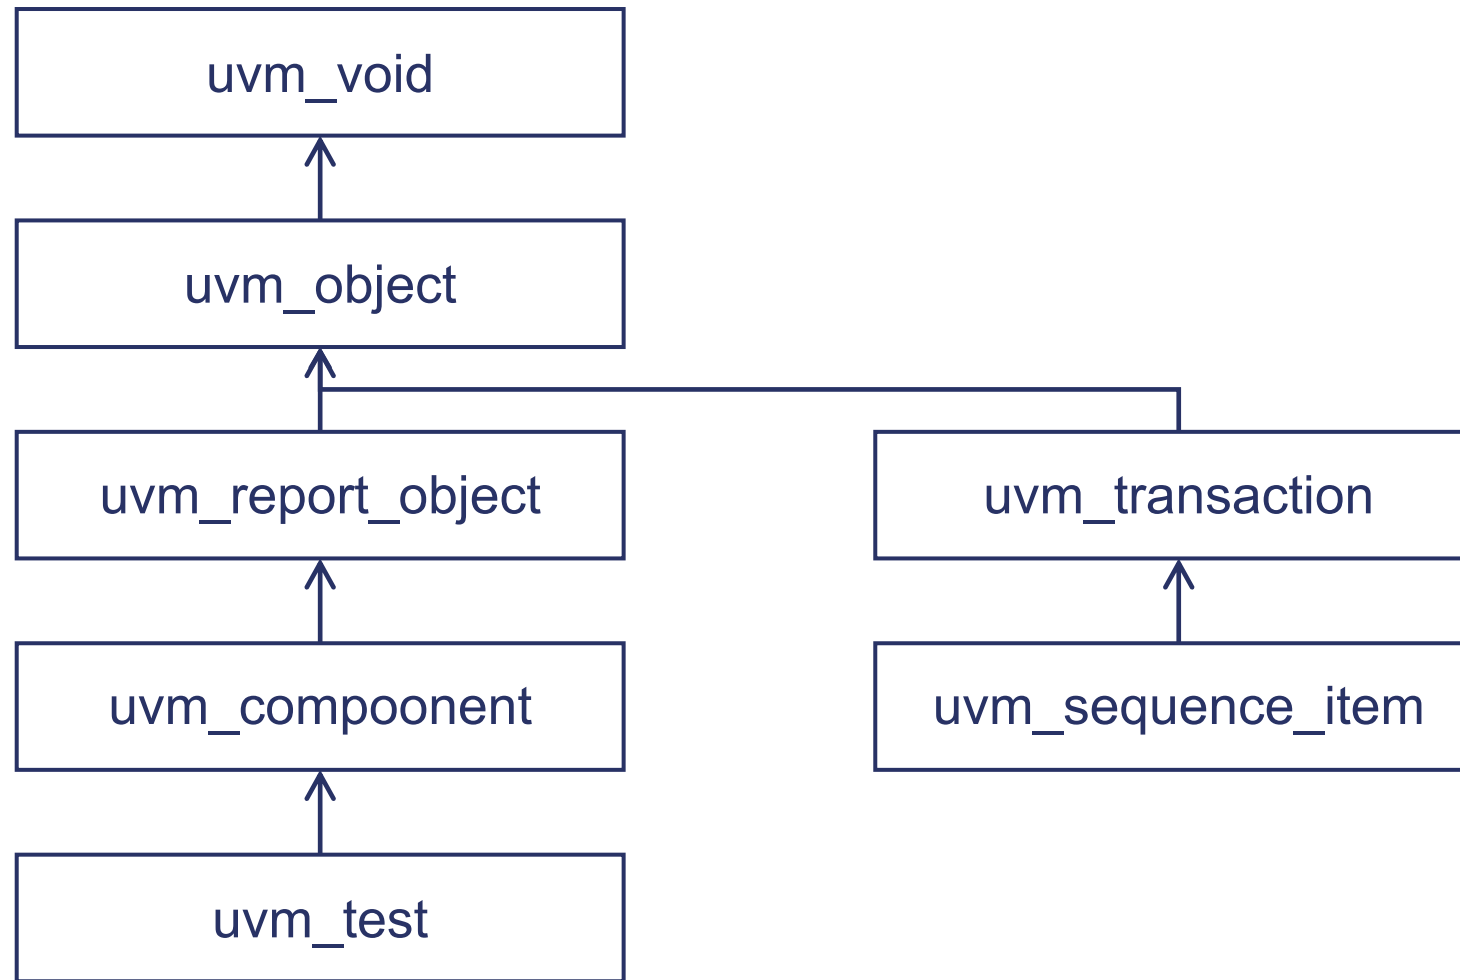 uvm_void
uvm_object
uvm_report_object
uvm_transaction
uvm_compoonent
uvm_sequence_item
uvm_test